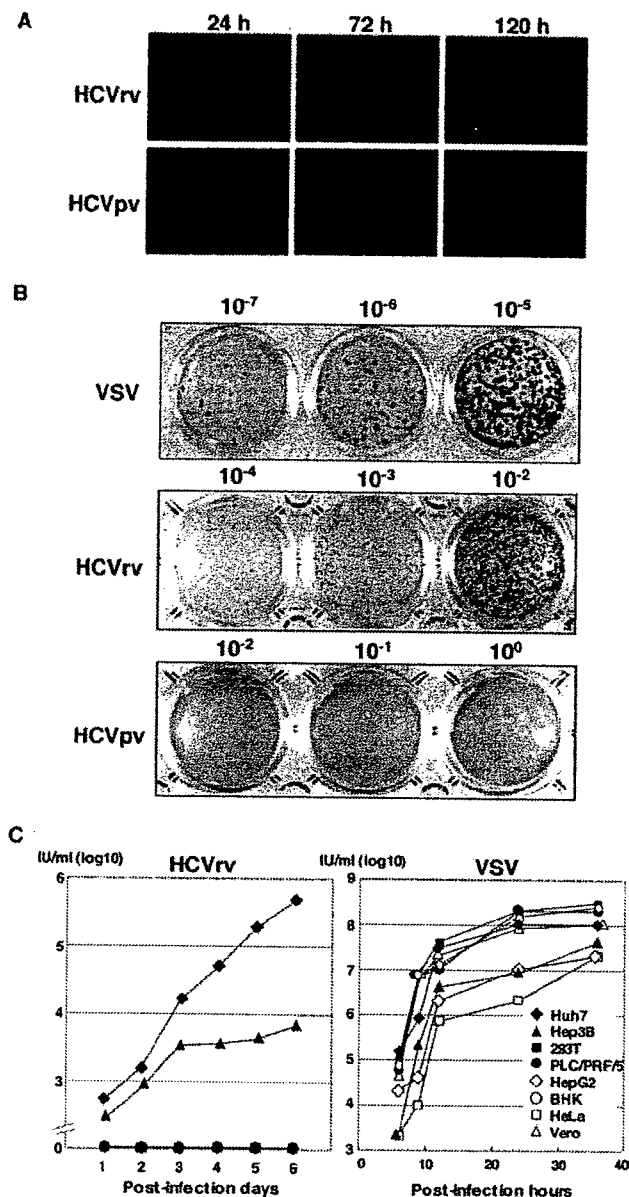 A
24 h 72 h 120 h
HCVrv
HCVpv
B
10⁻⁷ 10⁻⁶ 10⁻⁵
VSV
10⁻⁴ 10⁻³ 10⁻²
HCVrv
10⁻² 10⁻¹ 10⁰
HCVpv
C
IU/ml (log10) HCVrv
6
5
4
3
0
1 2 3 4 5 6
Post-infection days
IU/ml (log10) VSV
9
8
7
6
5
4
3
Huh7
Hep3B
293T
PLC/PRF/5
HepG2
BHK
HeLa
Vero
0 10 20 30 40
Post-infection hours